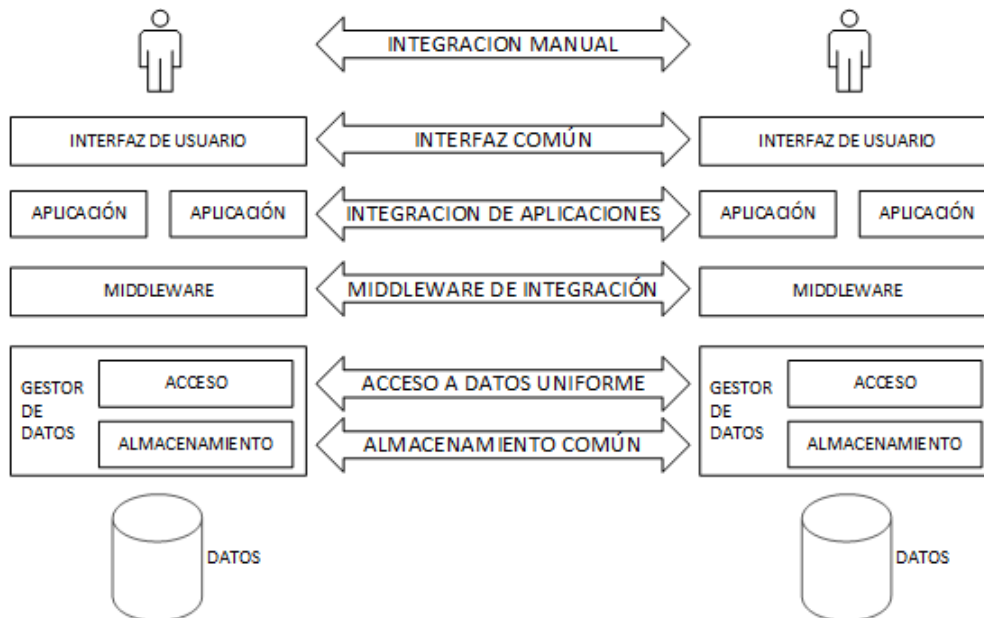 INTEGRACION MANUAL
INTERFAZ DE USUARIO
INTERFAZ COMÚN
INTERFAZ DE USUARIO
APLICACIÓN
APLICACIÓN
INTEGRACION DE APLICACIONES
APLICACIÓN
APLICACIÓN
MIDDLEWARE
MIDDLEWARE DE INTEGRACIÓN
MIDDLEWARE
GESTOR
DE
DATOS
ACCESO
ALMACENAMIENTO
ACCESO A DATOS UNIFORME
ALMACENAMIENTO COMÚN
GESTOR
DE
DATOS
ACCESO
ALMACENAMIENTO
DATOS
DATOS